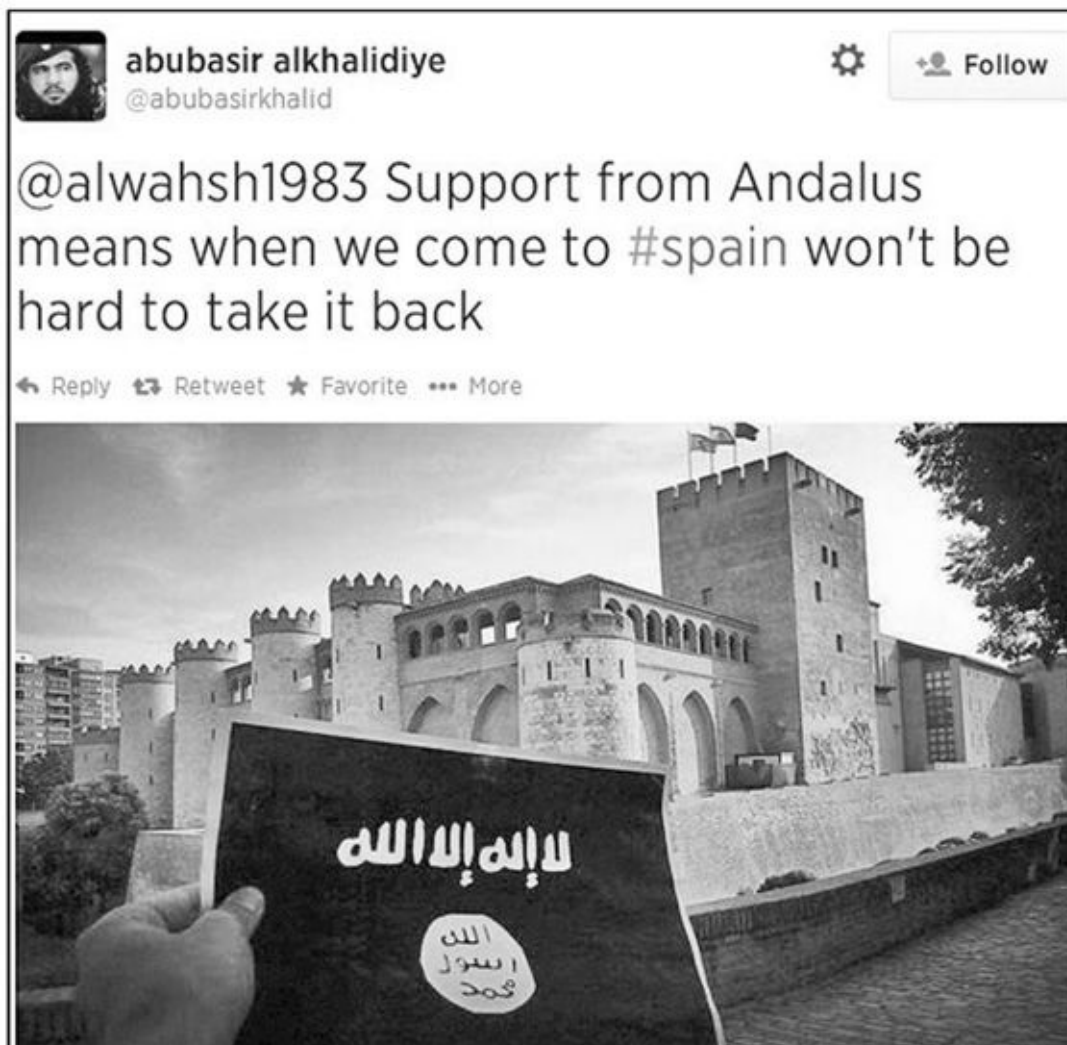 abubasir alkhalidiye
@abubasirkhalid
Follow
@alwahsh1983 Support from Andalus
means when we come to #spain won't be
hard to take it back
Reply Retweet Favorite More
لا إله إلا الله
الله
رسول
محمد